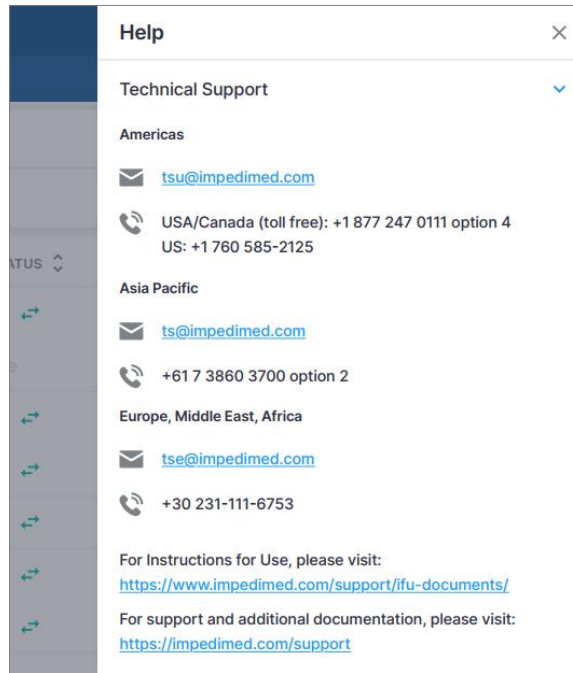 Help
Technical Support
Americas
tsu@impedimed.com
USA/Canada (toll free): +1 877 247 0111 option 4
US: +1 760 585-2125
ATUS
Asia Pacific
ts@impedimed.com
+61 7 3860 3700 option 2
Europe, Middle East, Africa
tse@impedimed.com
+30 231-111-6753
For Instructions for Use, please visit:
https://www.impedimed.com/support/ifu-documents/
For support and additional documentation, please visit:
https://impedimed.com/support